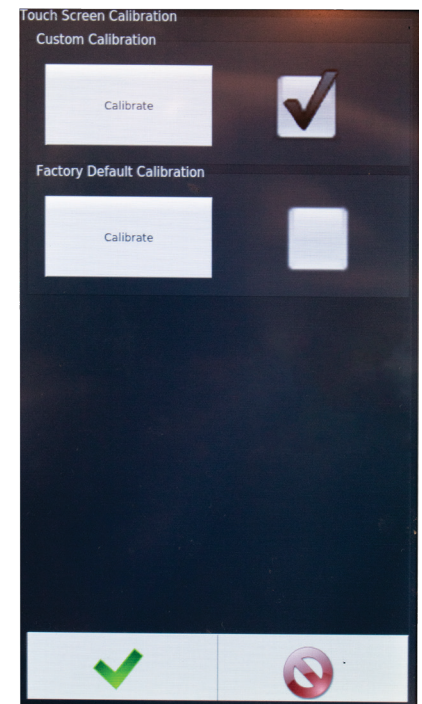 Touch Screen Calibration
Custom Calibration
Calibrate
Factory Default Calibration
Calibrate